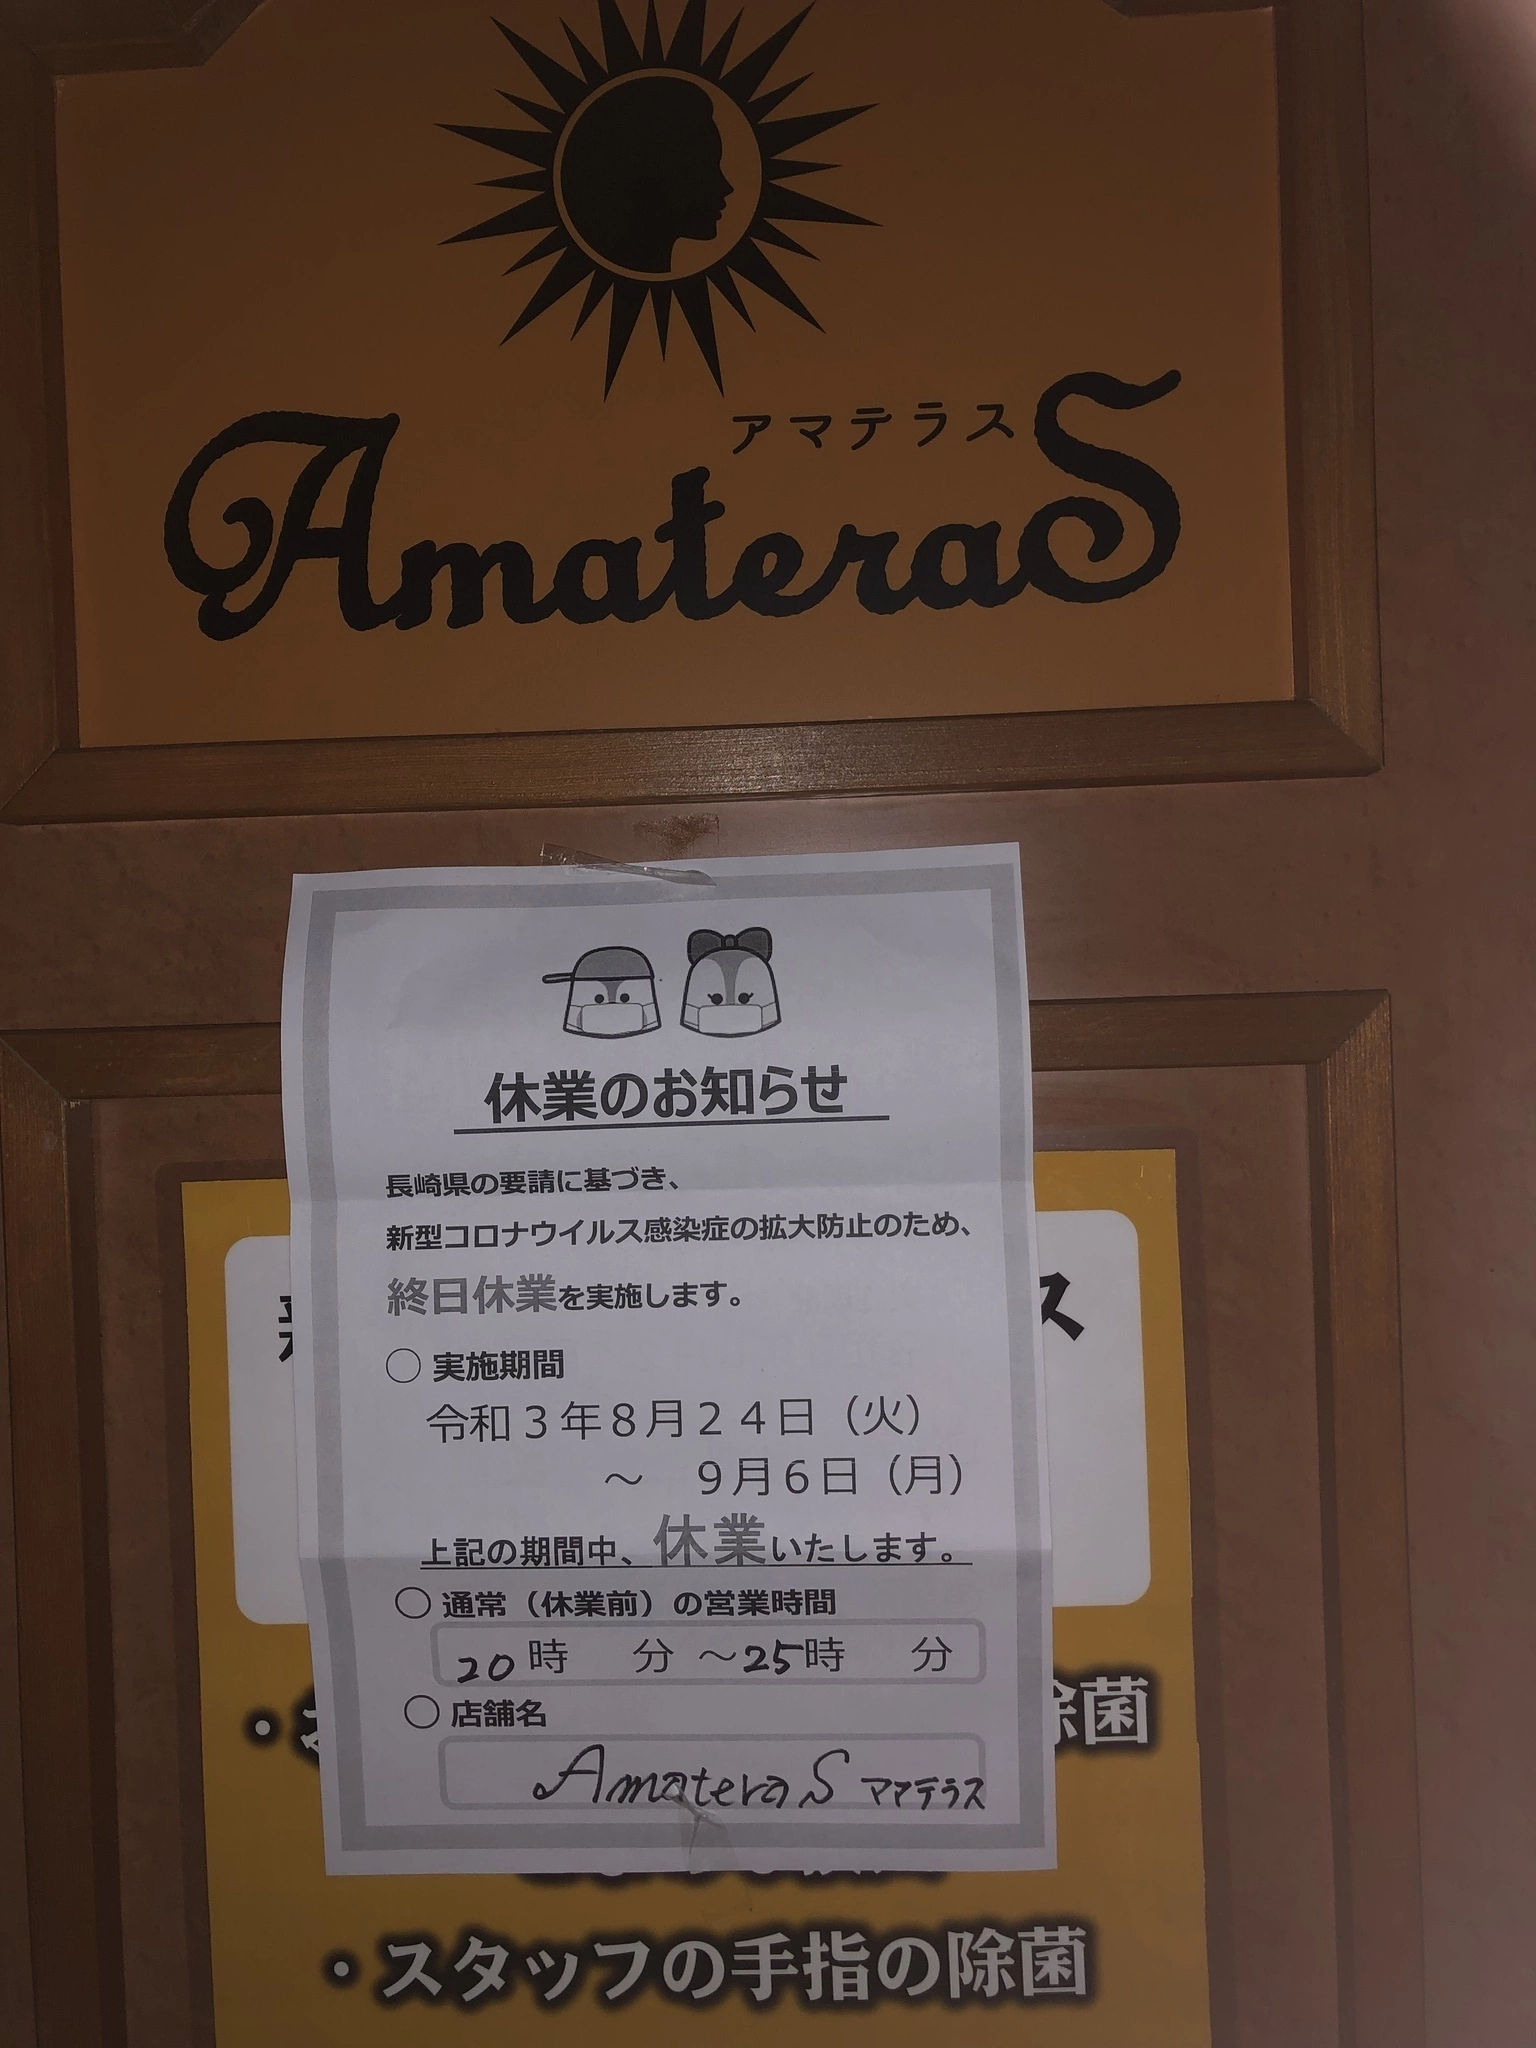 アマテラス
AmateraS
休業のお知らせ
長崎県の要請に基づき、
新型コロナウイルス感染症の拡大防止のため、
終日休業を実施します。
○ 実施期間
令和3年8月24日（火）
～ 9月6日（月）
上記の期間中、休業いたします。
○ 通常（休業前）の営業時間
20時 分 ～25時 分
○ 店舗名
AmateraS アマテラス
ス
除菌
・スタッフの手指の除菌